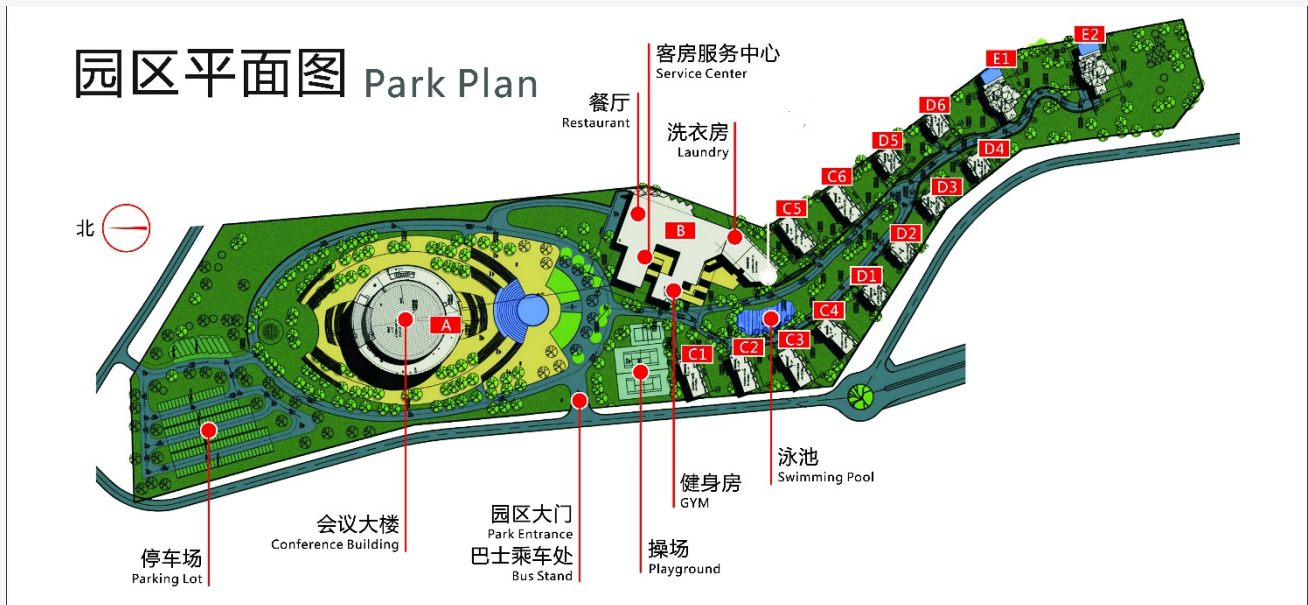 园区平面图 Park Plan
客房服务中心
Service Center
餐厅
Restaurant
洗衣房
Laundry
北
E2
E1
D6
D5
D4
C6
D3
C5
B
D2
D1
A
C4
C3
C2
C1
泳池
Swimming Pool
健身房
GYM
园区大门
Park Entrance
巴士乘车处
Bus Stand
操场
Playground
会议大楼
Conference Building
停车场
Parking Lot